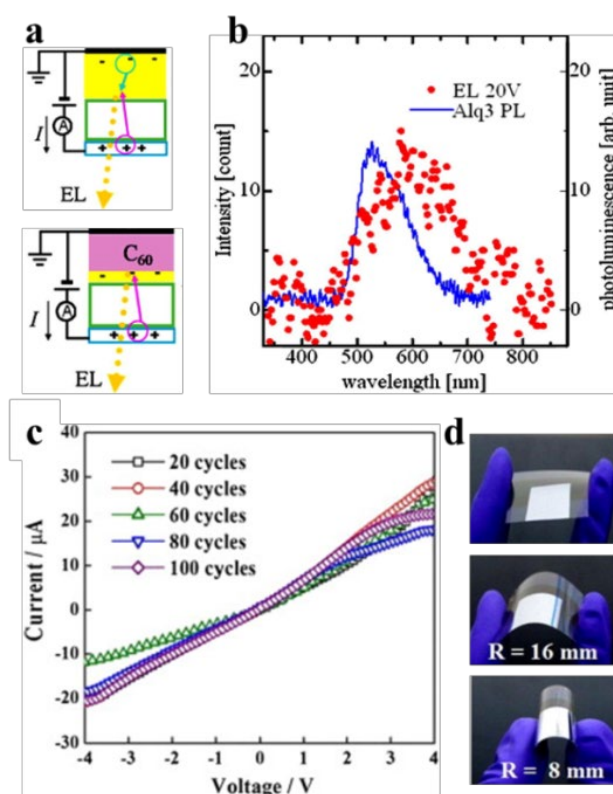 a
- -
A
I
+ + +
EL
C60
- -
A
I
+ + +
EL
b
Intensity [count]
20
10
0
EL 20V
Alq3 PL
20
10
0
photoluminescence [arb. unit]
400 500 600 700 800
wavelength [nm]
c
Current / μA
40
30
20
10
0
-10
-20
-30
20 cycles
40 cycles
60 cycles
80 cycles
100 cycles
-4 -3 -2 -1 0 1 2 3 4
Voltage / V
d
R = 16 mm
R = 8 mm